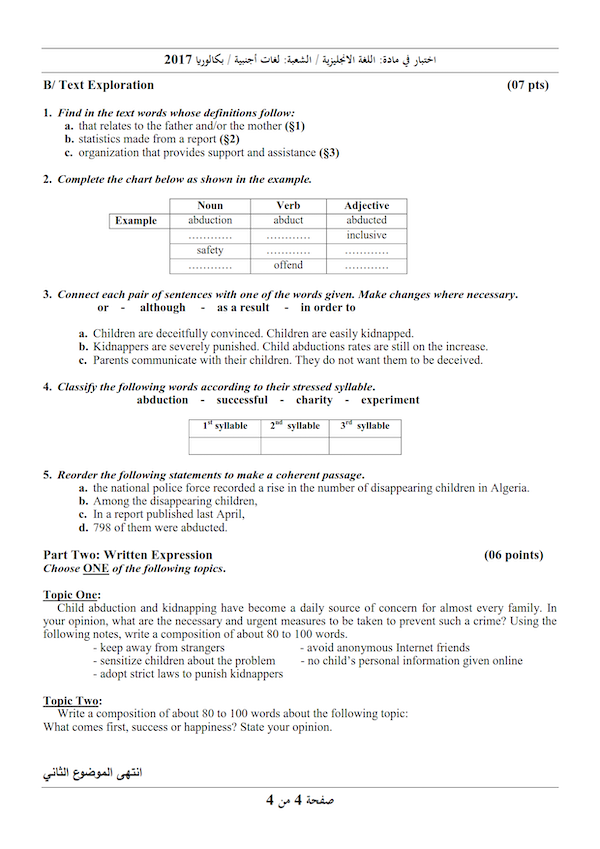 اختبار في مادة: اللغة الانجليزية / الشعبة: لغات أجنبية / بكالوريا 2017
B/ Text Exploration (07 pts)
1. Find in the text words whose definitions follow:
a. that relates to the father and/or the mother (§1)
b. statistics made from a report (§2)
c. organization that provides support and assistance (§3)
2. Complete the chart below as shown in the example.
Noun Verb Adjective
Example abduction abduct abducted
………… ………… inclusive
safety ………… …………
………… offend …………
3. Connect each pair of sentences with one of the words given. Make changes where necessary.
or - although - as a result - in order to
a. Children are deceitfully convinced. Children are easily kidnapped.
b. Kidnappers are severely punished. Child abductions rates are still on the increase.
c. Parents communicate with their children. They do not want them to be deceived.
4. Classify the following words according to their stressed syllable.
abduction - successful - charity - experiment
1st syllable 2nd syllable 3rd syllable
5. Reorder the following statements to make a coherent passage.
a. the national police force recorded a rise in the number of disappearing children in Algeria.
b. Among the disappearing children,
c. In a report published last April,
d. 798 of them were abducted.
Part Two: Written Expression (06 points)
Choose ONE of the following topics.
Topic One:
Child abduction and kidnapping have become a daily source of concern for almost every family. In
your opinion, what are the necessary and urgent measures to be taken to prevent such a crime? Using the
following notes, write a composition of about 80 to 100 words.
- keep away from strangers - avoid anonymous Internet friends
- sensitize children about the problem - no child's personal information given online
- adopt strict laws to punish kidnappers
Topic Two:
Write a composition of about 80 to 100 words about the following topic:
What comes first, success or happiness? State your opinion.
انتهى الموضوع الثاني
صفحة 4 من 4